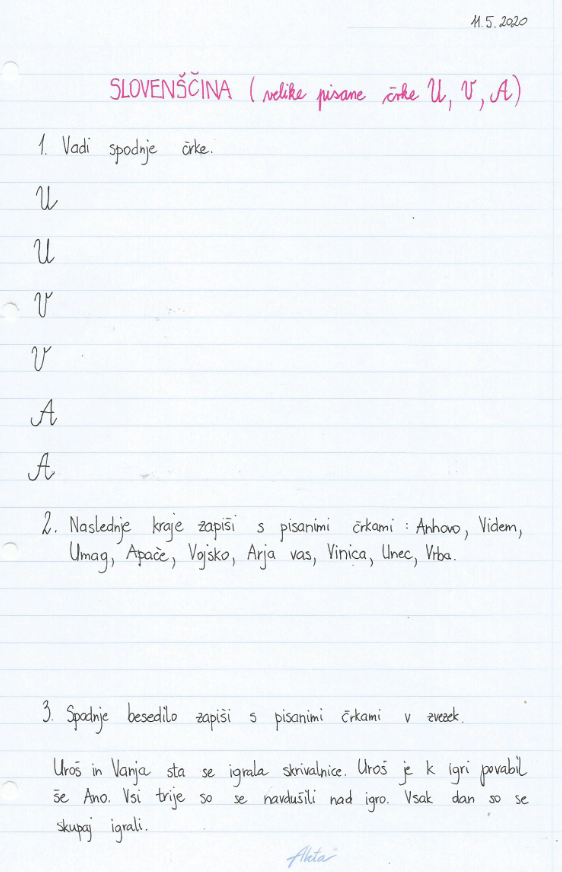 11.5.2020
SLOVENŠČINA (velike pisane črke U, V, A)
1. Vadi spodnje črke.
U
U
V
V
A
A
2. Naslednje kraje zapiši s pisanimi črkami: Anhovo, Videm,
Umag, Apače, Vojsko, Arja vas, Vinica, Unec, Vrba.
3. Spodnje besedilo zapiši s pisanimi črkami v zvezek.
Uroš in Vanja sta se igrala skrivalnice. Uroš je k igri povabil
še Ano. Vsi trije so se navdušili nad igro. Vsak dan so se
skupaj igrali.